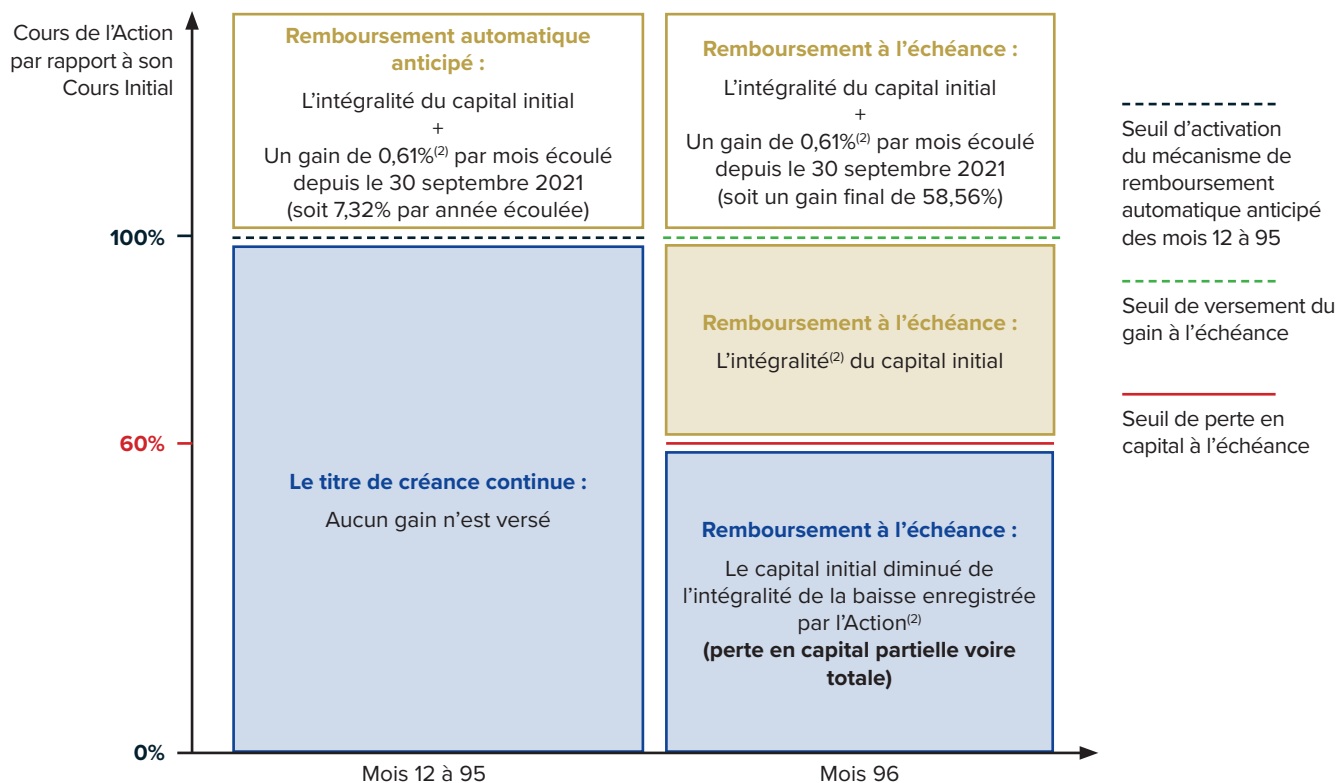 Cours de l’Action
par rapport à son
Cours Initial
100%
60%
0%
Remboursement automatique
anticipé :
L’intégralité du capital initial
+
Un gain de 0,61%⁽²⁾ par mois écoulé
depuis le 30 septembre 2021
(soit 7,32% par année écoulée)
Le titre de créance continue :
Aucun gain n’est versé
Mois 12 à 95
Remboursement à l’échéance :
L’intégralité du capital initial
+
Un gain de 0,61%⁽²⁾ par mois écoulé
depuis le 30 septembre 2021
(soit un gain final de 58,56%)
Remboursement à l’échéance :
L’intégralité⁽²⁾ du capital initial
Remboursement à l’échéance :
Le capital initial diminué de
l’intégralité de la baisse enregistrée
par l’Action⁽²⁾
(perte en capital partielle voire
totale)
Mois 96
Seuil d’activation
du mécanisme de
remboursement
automatique anticipé
des mois 12 à 95
Seuil de versement du
gain à l’échéance
Seuil de perte en
capital à l’échéance